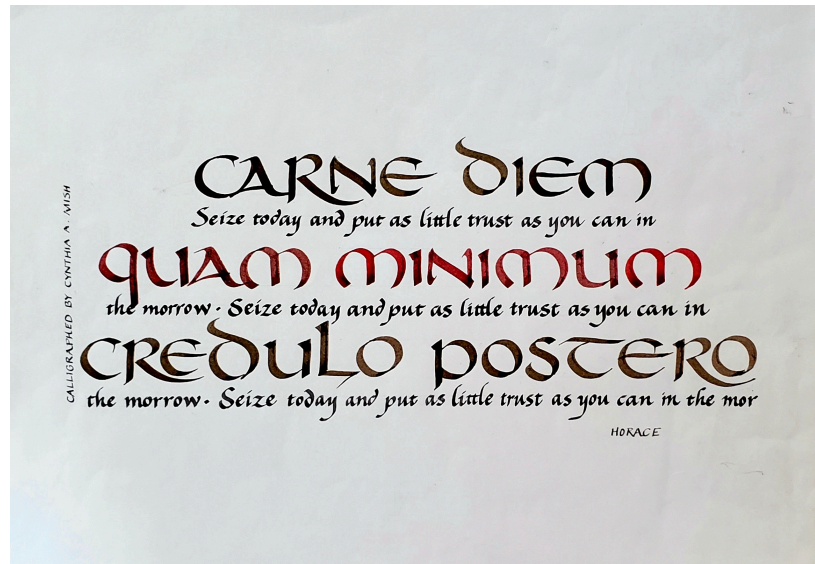 CARNE DIEM
Seize today and put as little trust as you can in
QUAM MINIMUM
the morrow · Seize today and put as little trust as you can in
CREDULO POSTERO
the morrow · Seize today and put as little trust as you can in the mor
HORACE
CALLIGRAPHED BY CYNTHIA A. MISH